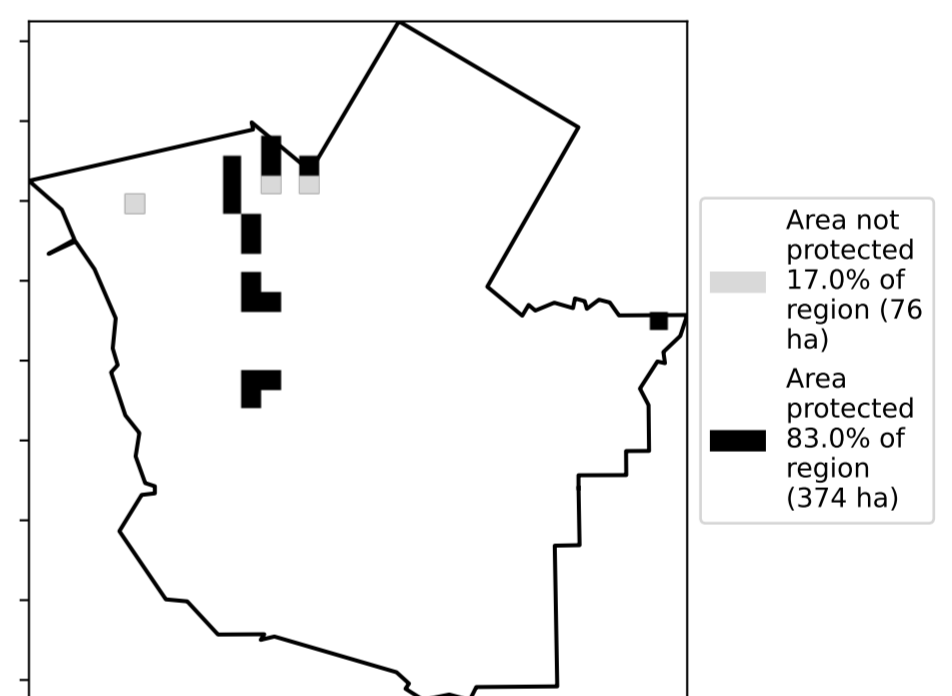 Area not
protected
17.0% of
region (76
ha)
Area
protected
83.0% of
region
(374 ha)